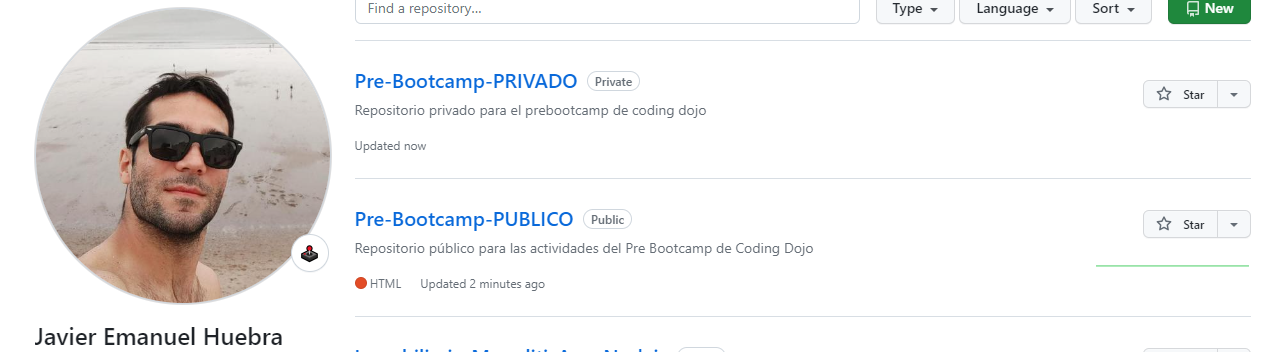 Find a repository...
Type
Language
Sort
New
Pre-Bootcamp-PRIVADO Private
Repositorio privado para el prebootcamp de coding dojo
Star
Updated now
Pre-Bootcamp-PUBLICO Public
Repositorio público para las actividades del Pre Bootcamp de Coding Dojo
Star
HTML Updated 2 minutes ago
Javier Emanuel Huebra